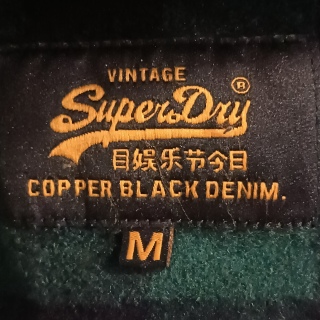 VINTAGE
SuperDry®
目娱乐节今日
COPPER BLACK DENIM.
M